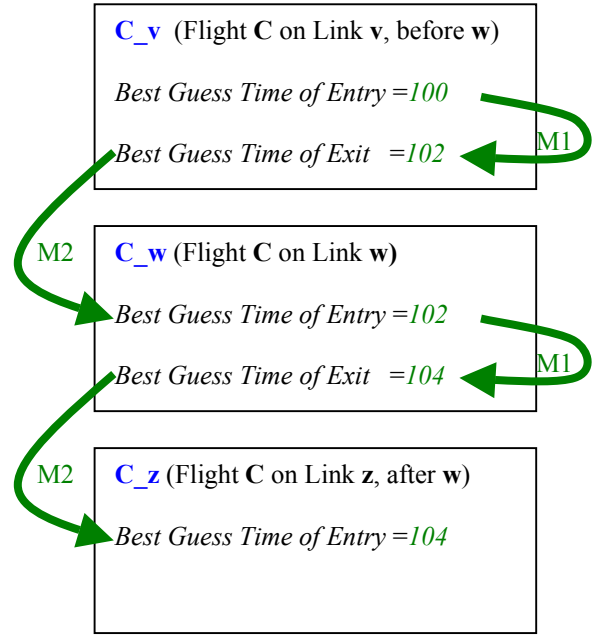 C_v (Flight C on Link v, before w)
Best Guess Time of Entry =100
M1
Best Guess Time of Exit =102
M2
C_w (Flight C on Link w)
Best Guess Time of Entry =102
M1
Best Guess Time of Exit =104
M2
C_z (Flight C on Link z, after w)
Best Guess Time of Entry =104